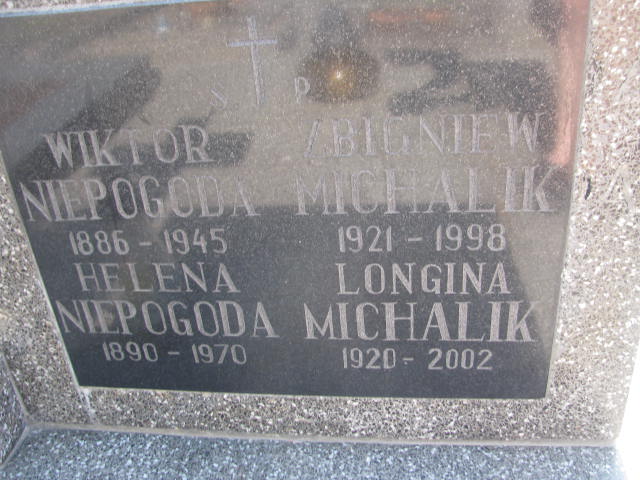 S P
WIKTOR
NIEPOGODA
1886 - 1945
HELENA
NIEPOGODA
1890 - 1970
ZBIGNIEW
MICHALIK
1921 - 1998
LONGINA
MICHALIK
1920 - 2002